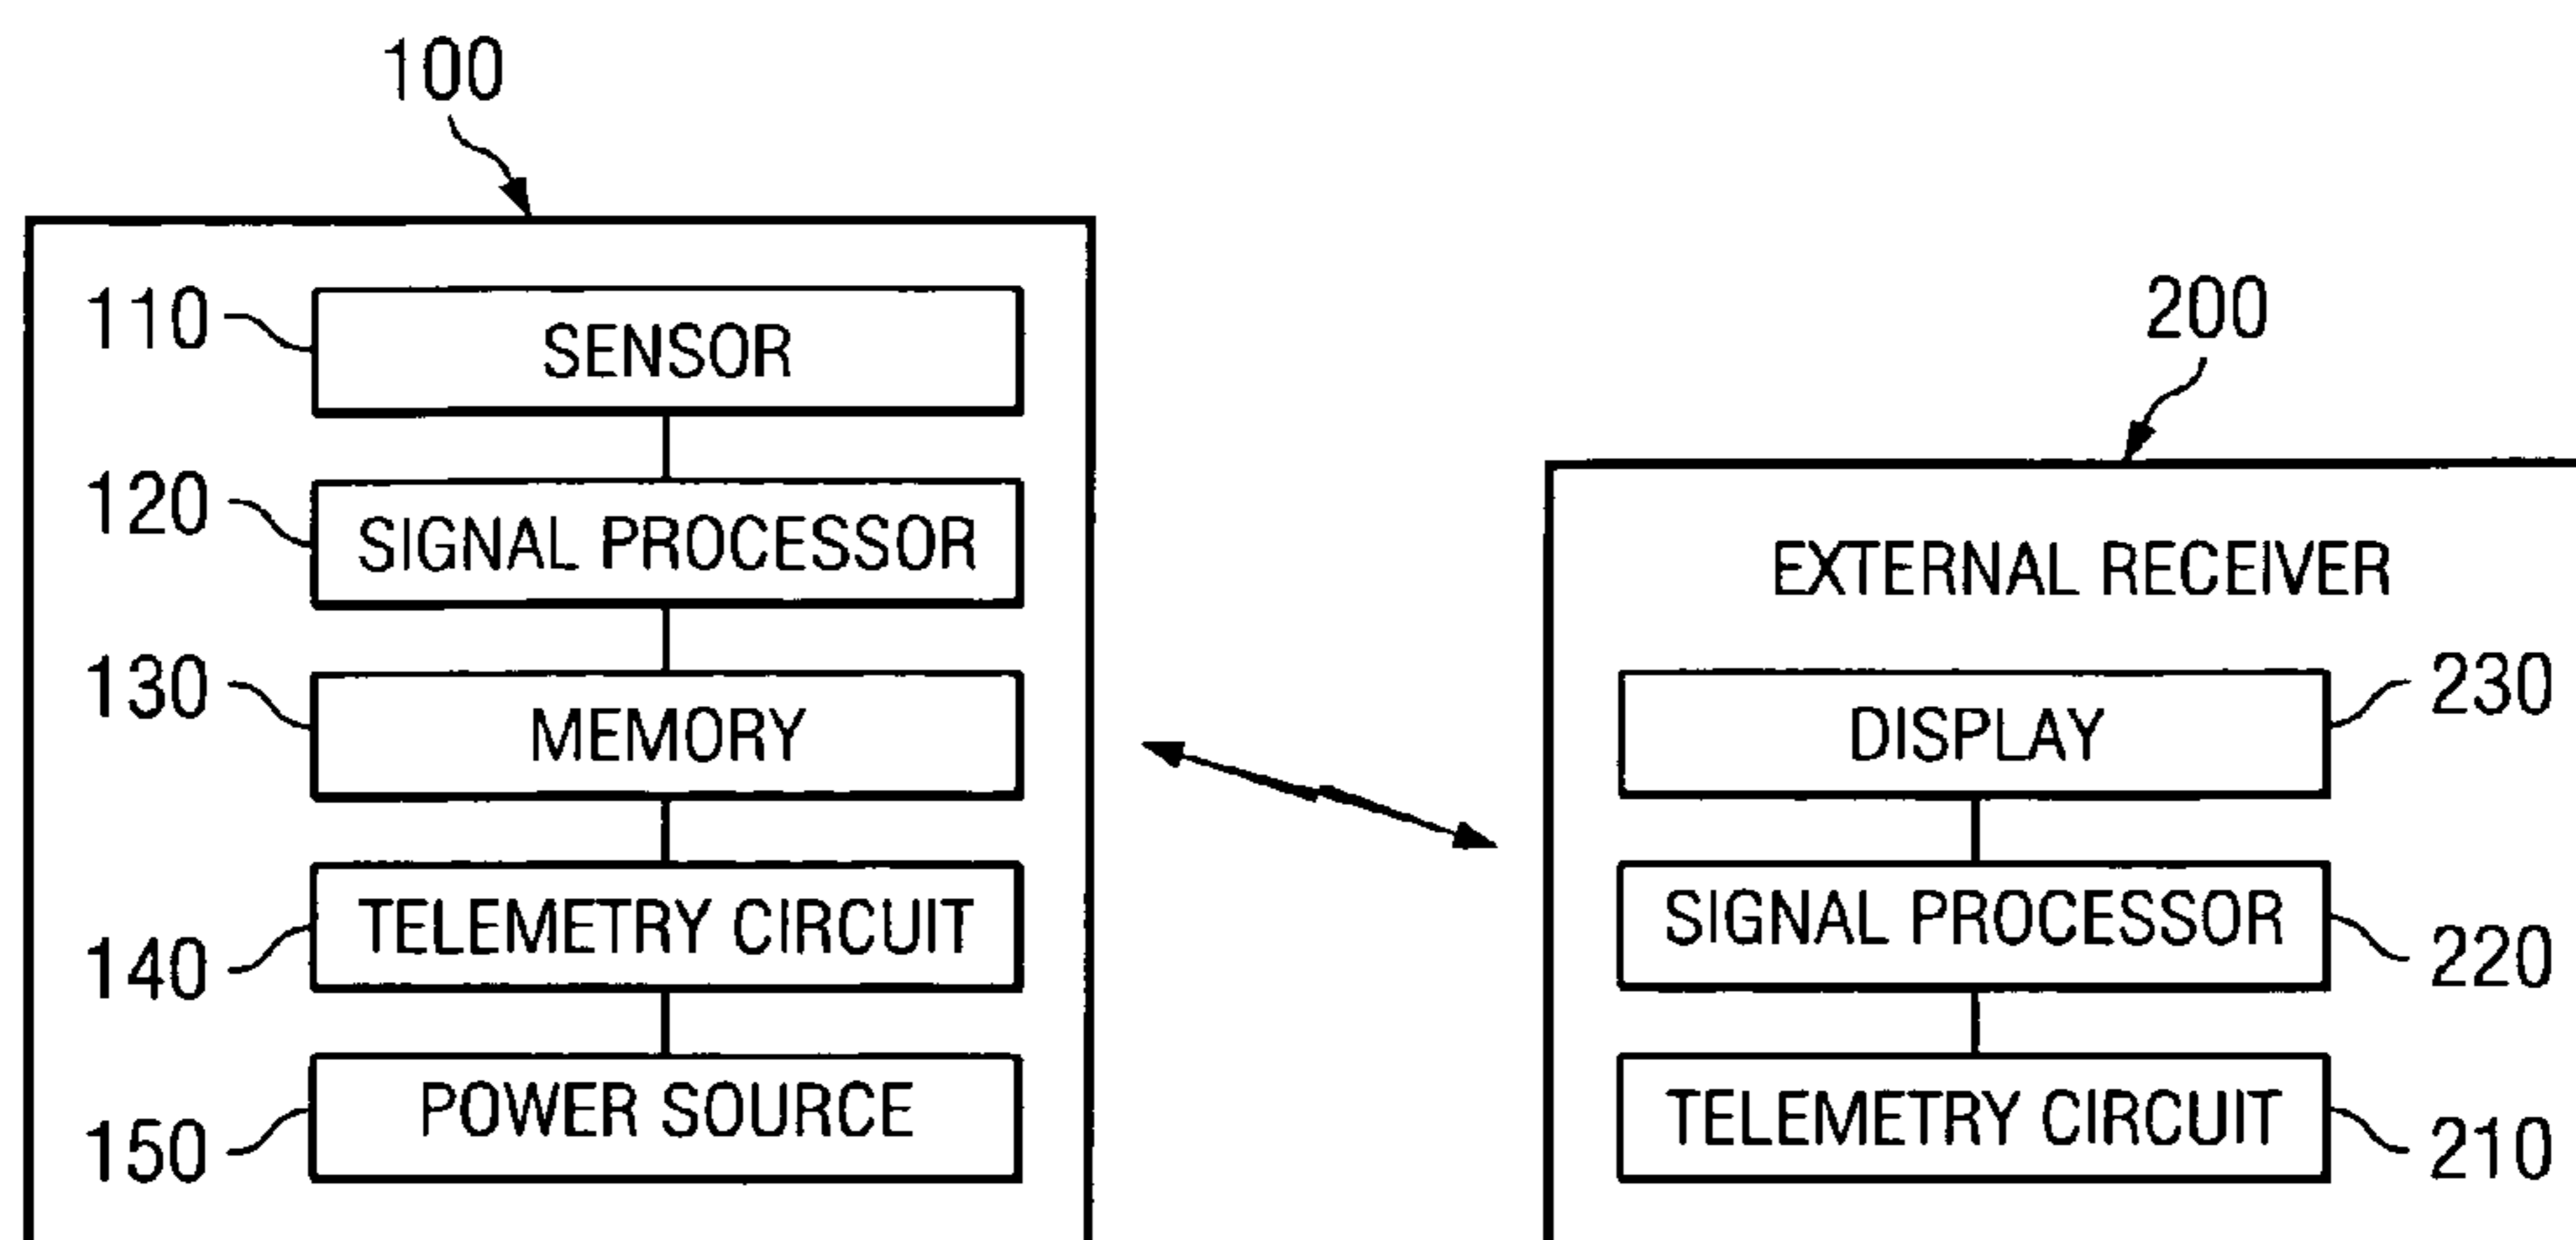 100
110
SENSOR
120
SIGNAL PROCESSOR
130
MEMORY
140
TELEMETRY CIRCUIT
150
POWER SOURCE
200
EXTERNAL RECEIVER
DISPLAY
230
SIGNAL PROCESSOR
220
TELEMETRY CIRCUIT
210